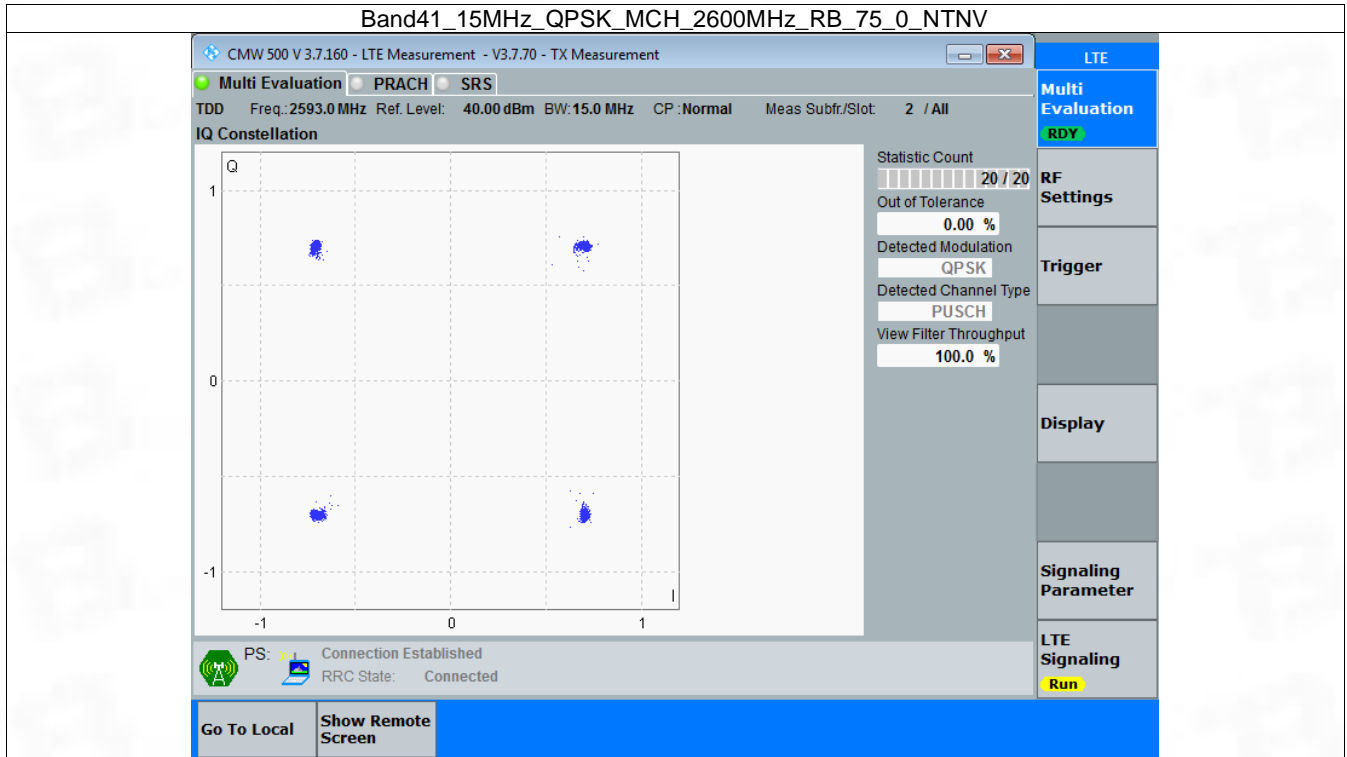 Band41_15MHz_QPSK_MCH_2600MHz_RB_75_0_NTNV
CMW 500 V 3.7.160 - LTE Measurement - V3.7.70 - TX Measurement
LTE
Multi Evaluation PRACH SRS
TDD Freq.:2593.0 MHz Ref. Level: 40.00 dBm BW:15.0 MHz CP :Normal Meas Subfr./Slot: 2 / All
IQ Constellation
Q
1
0
-1
I
-1 0 1
Statistic Count
20 / 20
Out of Tolerance
0.00 %
Detected Modulation
QPSK
Detected Channel Type
PUSCH
View Filter Throughput
100.0 %
Multi
Evaluation
RDY
RF
Settings
Trigger
Display
Signaling
Parameter
LTE
Signaling
Run
PS: Connection Established
RRC State: Connected
Go To Local
Show Remote
Screen